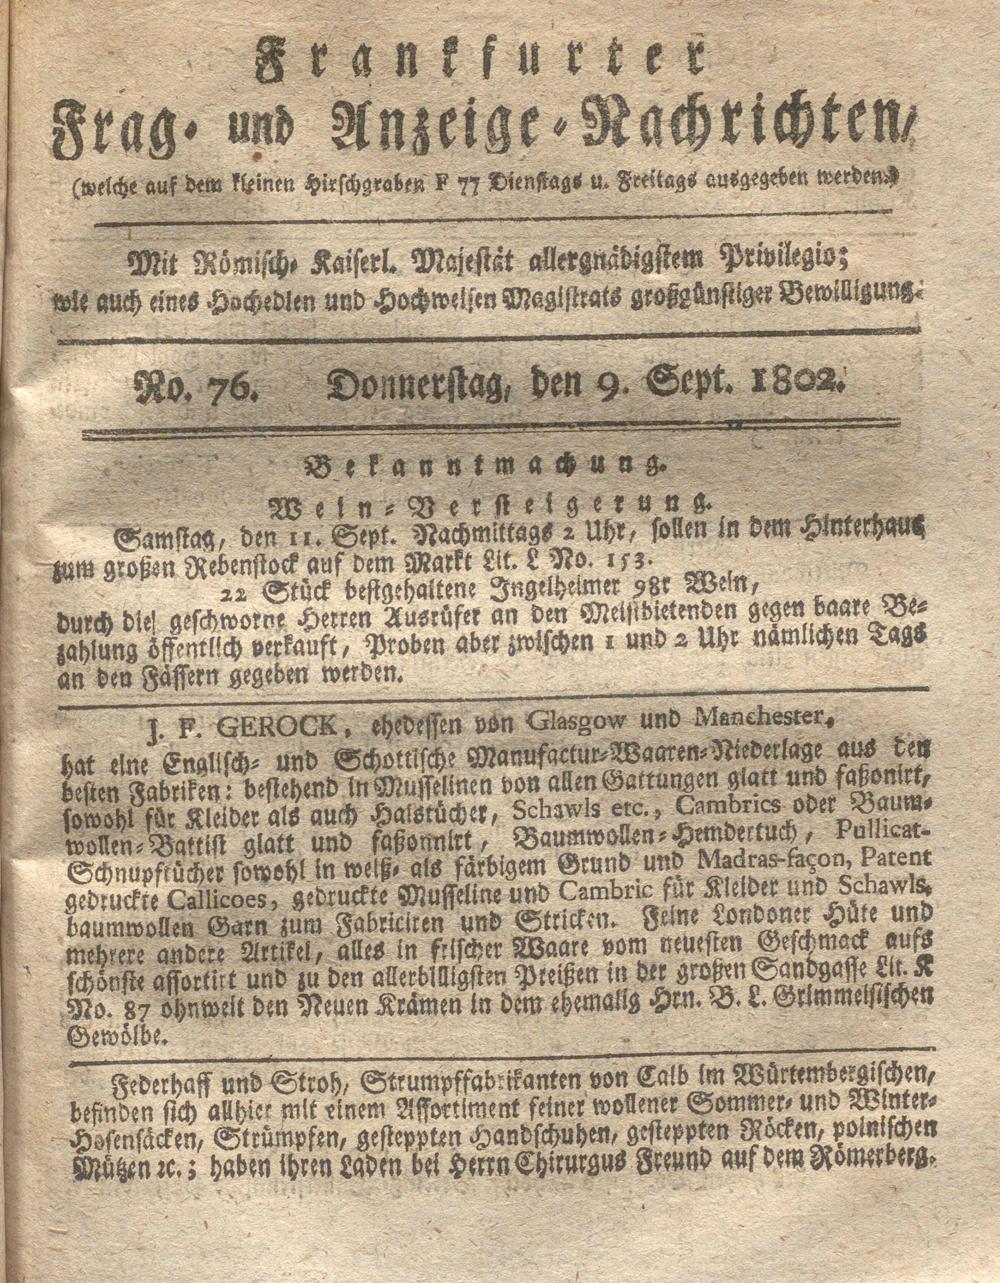 Frankfurter
Frag- und Anzeige-Nachrichten,
(welche auf dem kleinen Hirschgraben F 77 Dienstags u. Freitags ausgegeben werden.)
Mit Römisch- Kaiserl. Majestät allergnädigstem Privilegio;
wie auch eines Hochedlen und Hochweisen Magistrats großgünstiger Bewilligung.
No. 76. Donnerstag, den 9. Sept. 1802.
Bekanntmachung.
Wein-Versteigerung.
Samstag, den 11. Sept. Nachmittags 2 Uhr, sollen in dem Hinterhaus
zum großen Rebenstock auf dem Markt Lit. L No. 153.
22 Stück bestgehaltene Ingelheimer 98r Wein,
durch die geschworne Herren Ausrüfer an den Meistbietenden gegen baare Be-
zahlung öffentlich verkauft, Proben aber zwischen 1 und 2 Uhr nämlichen Tags
an den Fässern gegeben werden.
J. F. GEROCK, ehedessen von Glasgow und Manchester,
hat eine Englisch- und Schottische Manufactur-Waaren-Niederlage aus den
besten Fabriken: bestehend in Musselinen von allen Gattungen glatt und faßonirt,
sowohl für Kleider als auch Halstücher, Schawls etc., Cambrics oder Baum-
wollen-Battist glatt und faßonnirt, Baumwollen-Hemdertuch, Pullicat-
Schnupftücher sowohl in weiß- als färbigem Grund und Madras-façon, Patent
gedruckte Callicoes, gedruckte Musseline und Cambric für Kleider und Schawls,
baumwollen Garn zum Fabriciren und Stricken. Feine Londoner Hüte und
mehrere andere Artikel, alles in frischer Waare vom neuesten Geschmack aufs
schönste assortirt und zu den allerbilligsten Preißen in der großen Sandgasse Lit. K
No. 87 ohnweit den Neuen Krämen in dem ehemalig Hrn. B. L. Grimmeisischen
Gewölbe.
Federhaff und Stroh, Strumpffabrikanten von Calb im Würtembergischen,
befinden sich allhier mit einem Assortiment feiner wollener Sommer- und Winter-
Hosensäcken, Strümpfen, gesteppten Handschuhen, gesteppten Röcken, polnischen
Mützen ꝛc.; haben ihren Laden bei Herrn Chirurgus Freund auf dem Römerberg.